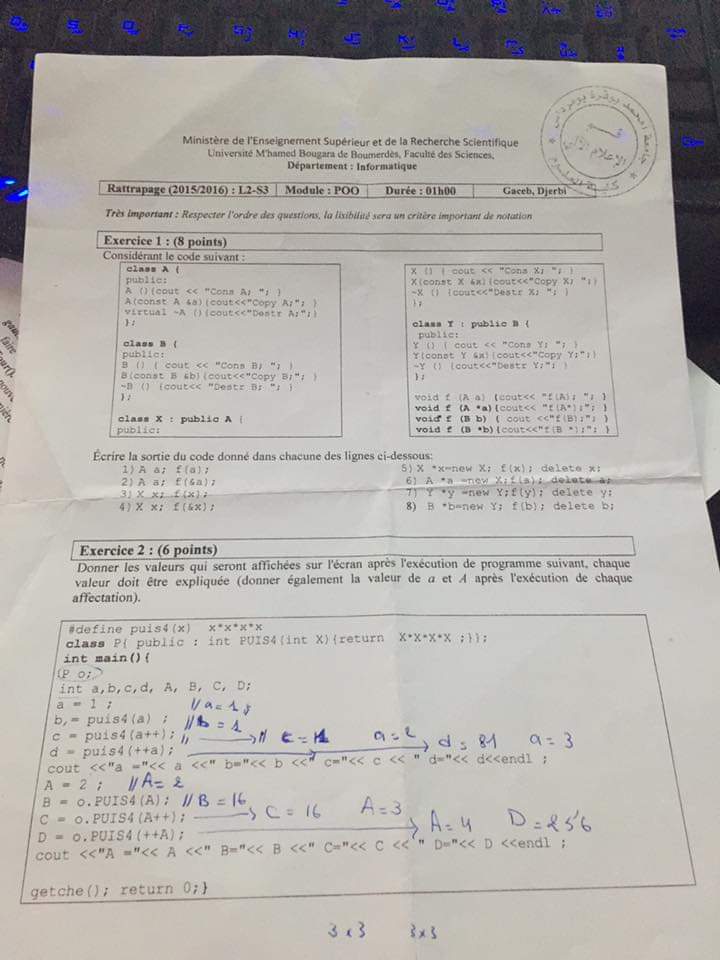 Ministère de l'Enseignement Supérieur et de la Recherche Scientifique
Université M'hamed Bougara de Boumerdès, Faculté des Sciences,
Département : Informatique
Rattrapage (2015/2016) : L2-S3 Module : POO Durée : 01h00 Gaceb, Djerbi
Très important : Respecter l'ordre des questions, la lisibilité sera un critère important de notation
Exercice 1 : (8 points)
Considérant le code suivant :
class A {
public:
A (){cout << "Cons A; "; }
A(const A &a){cout<<"Copy A;"; }
virtual ~A (){cout<<"Destr A;";}
};
class B {
public:
B () { cout << "Cons B; "; }
B(const B &b){cout<<"Copy B;"; }
~B () {cout<< "Destr B; "; }
};
class X : public A {
public:
X () { cout << "Cons X; "; }
X(const X &x){cout<<"Copy X; ";}
~X () {cout<<"Destr X; "; }
};
class Y : public B {
public:
Y () { cout << "Cons Y; "; }
Y(const Y &x){cout<<"Copy Y;";}
~Y () {cout<<"Destr Y;"; }
};
void f (A a) {cout<< "f(A); "; }
void f (A *a){cout<< "f(A*);"; }
void f (B b) { cout <<"f(B);"; }
void f (B *b){cout<<"f(B *);"; }
Écrire la sortie du code donné dans chacune des lignes ci-dessous:
1) A a; f(a);
2) A a; f(&a);
3) X x; f(x);
4) X x; f(&x);
5) X *x=new X; f(x); delete x;
6) A *a =new X;f(a); delete a;
7) Y *y =new Y;f(y); delete y;
8) B *b=new Y; f(b); delete b;
Exercice 2 : (6 points)
Donner les valeurs qui seront affichées sur l'écran après l'exécution de programme suivant, chaque
valeur doit être expliquée (donner également la valeur de a et A après l'exécution de chaque
affectation).
#define puis4(x) x*x*x*x
class P{ public : int PUIS4(int X){return X*X*X*X ;}};
int main(){
P o;
int a,b,c,d, A, B, C, D;
a = 1 ; //a=1
b = puis4(a) ; //b=1
c = puis4(a++); // // c=1 a=2
d = puis4(++a); d=81 a=3
cout <<"a ="<< a <<" b="<< b <<" c="<< c << " d="<< d<<endl ;
A = 2 ; //A=2
B = o.PUIS4(A); //B=16
C = o.PUIS4(A++); C=16 A=3
D = o.PUIS4(++A); A=4 D=256
cout <<"A ="<< A <<" B="<< B <<" C="<< C << " D="<< D <<endl ;
getche(); return 0;}
3x3 3x3